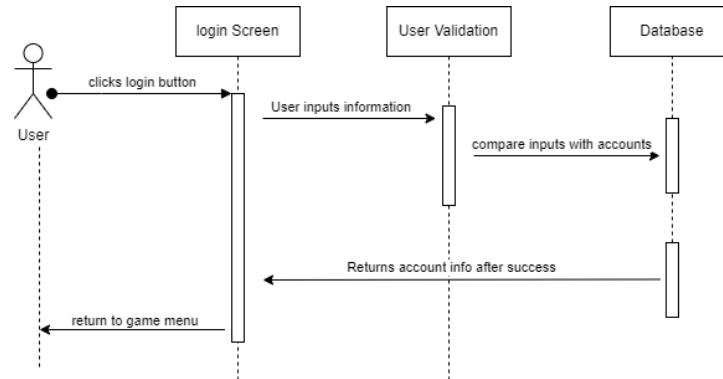 login Screen
User Validation
Database
clicks login button
User inputs information
User
compare inputs with accounts
Returns account info after success
return to game menu